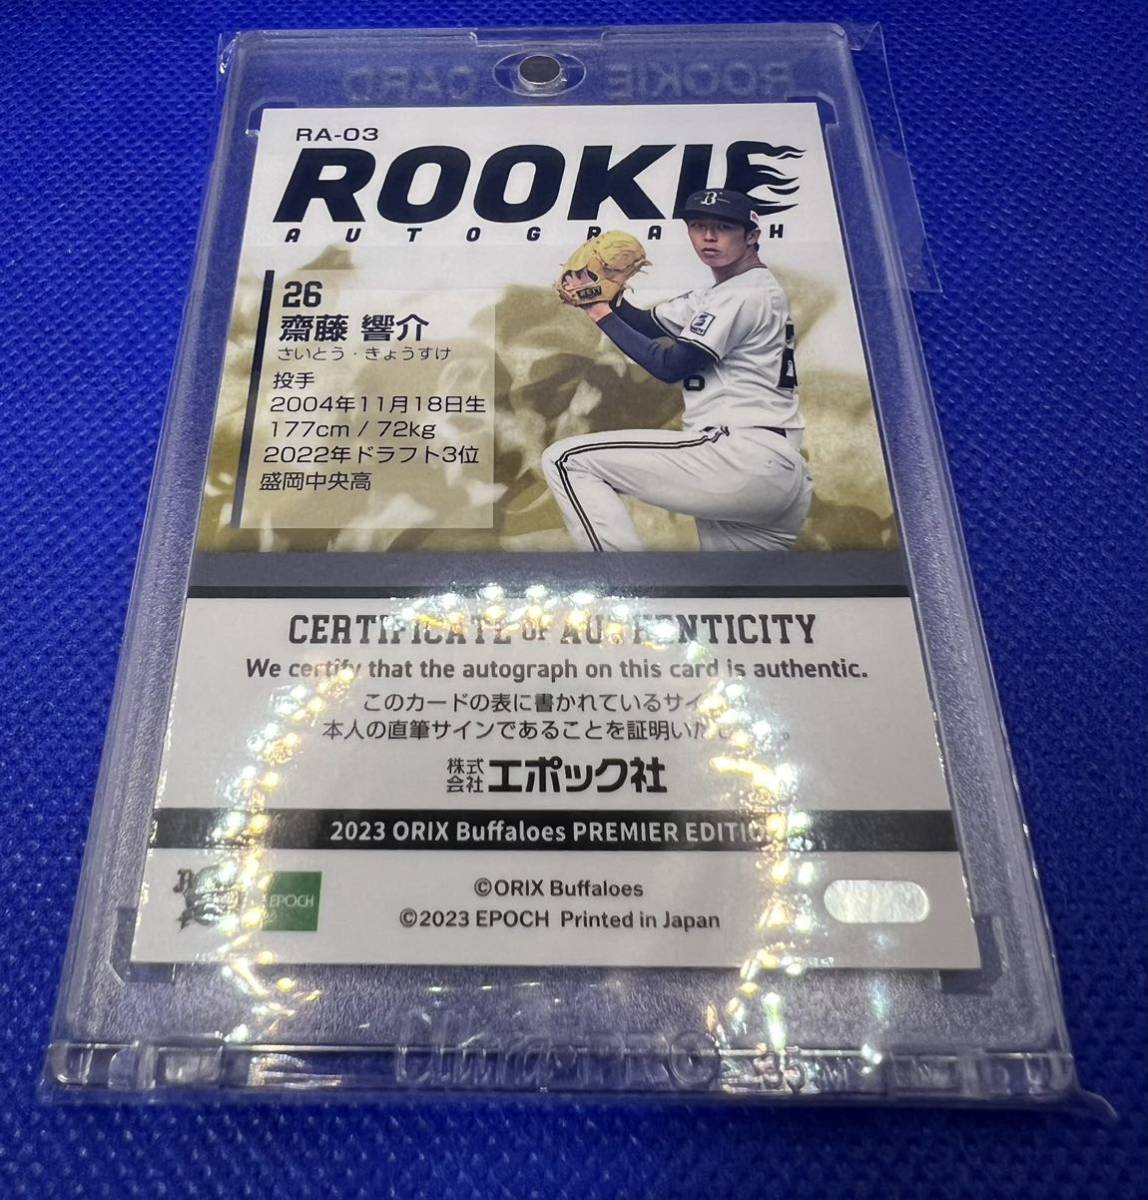 ROOKIE CARD
RA-03
ROOKIE
AUTOGRAPH
26
齋藤 響介
さいとう・きょうすけ
投手
2004年11月18日生
177cm / 72kg
2022年ドラフト3位
盛岡中央高
CERTIFICATE OF AUTHENTICITY
We certify that the autograph on this card is authentic.
このカードの表に書かれているサイ
本人の直筆サインであることを証明いた
株式会社 エポック社
2023 ORIX Buffaloes PREMIER EDITIO
EPOCH
©ORIX Buffaloes
©2023 EPOCH Printed in Japan